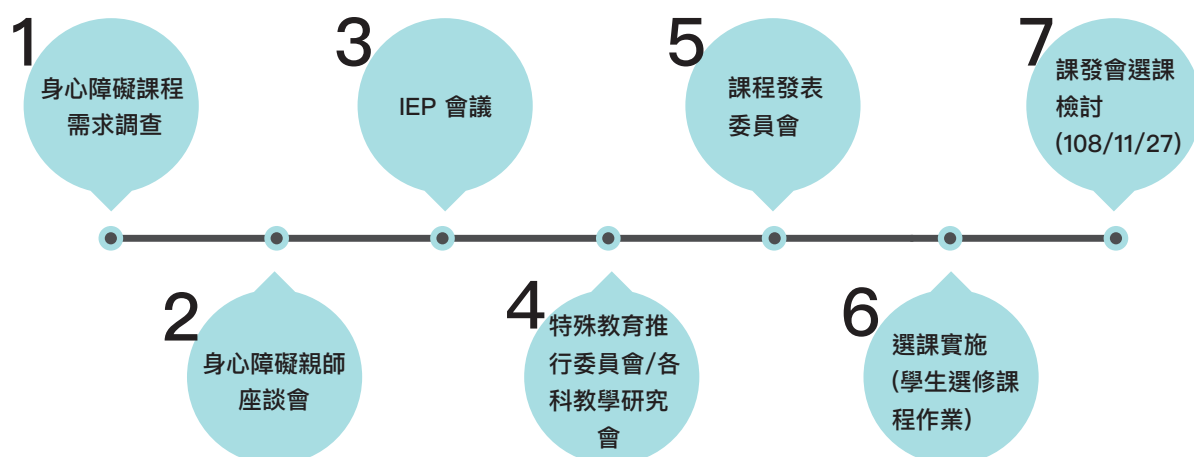 1
身心障礙課程
需求調查
2
身心障礙親師
座談會
3
IEP 會議
4
特殊教育推
行委員會/各
科教學研究
會
5
課程發表
委員會
6
選課實施
(學生選修課
程作業)
7
課發會選課
檢討
(108/11/27)